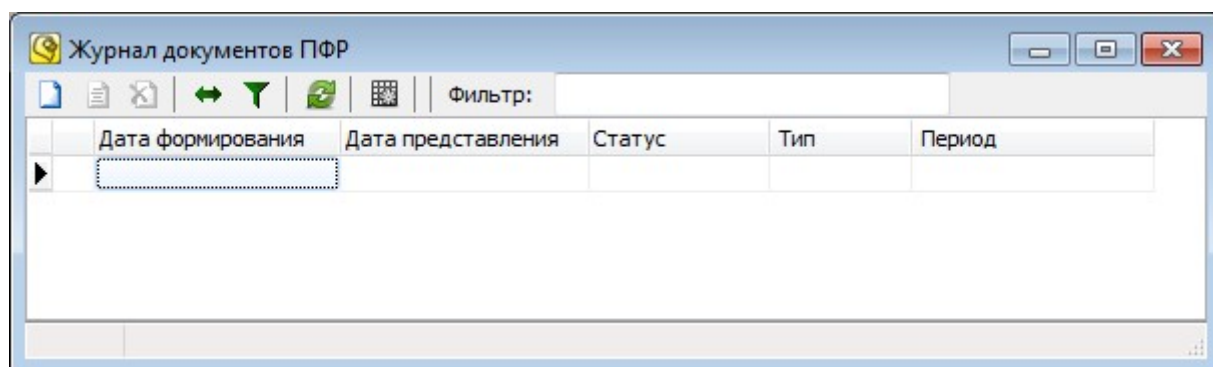 Журнал документов ПФР
Фильтр:
Дата формирования Дата представления Статус Тип Период